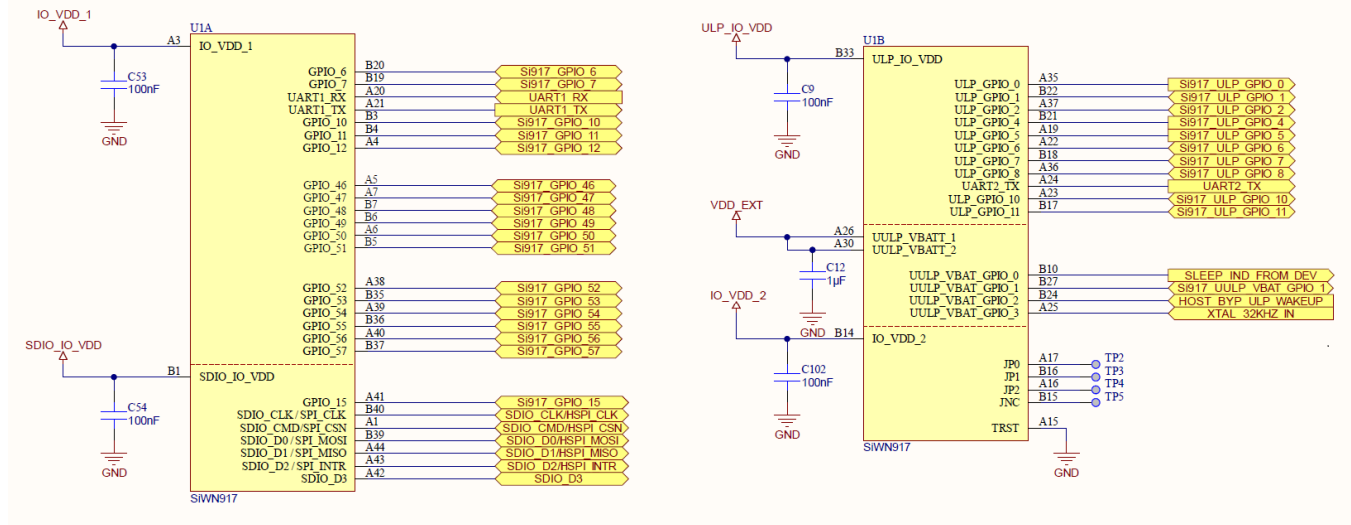 IO_VDD_1
U1A
A3 IO_VDD_1
C53
100nF
GND
GPIO_6 B20 Si917_GPIO_6
GPIO_7 B19 Si917_GPIO_7
UART1_RX A20 UART1_RX
UART1_TX A21 UART1_TX
GPIO_10 B3 Si917_GPIO_10
GPIO_11 B4 Si917_GPIO_11
GPIO_12 A4 Si917_GPIO_12
GPIO_46 A5 Si917_GPIO_46
GPIO_47 A7 Si917_GPIO_47
GPIO_48 B7 Si917_GPIO_48
GPIO_49 B6 Si917_GPIO_49
GPIO_50 A6 Si917_GPIO_50
GPIO_51 B5 Si917_GPIO_51
GPIO_52 A38 Si917_GPIO_52
GPIO_53 B35 Si917_GPIO_53
GPIO_54 A39 Si917_GPIO_54
GPIO_55 B36 Si917_GPIO_55
GPIO_56 A40 Si917_GPIO_56
GPIO_57 B37 Si917_GPIO_57
SDIO_IO_VDD
B1 SDIO_IO_VDD
C54
100nF
GND
GPIO_15 A41 Si917_GPIO_15
SDIO_CLK/SPI_CLK B40 SDIO_CLK/HSPI_CLK
SDIO_CMD/SPI_CSN A1 SDIO_CMD/HSPI_CSN
SDIO_D0/SPI_MOSI B39 SDIO_D0/HSPI_MOSI
SDIO_D1/SPI_MISO A44 SDIO_D1/HSPI_MISO
SDIO_D2/SPI_INTR A43 SDIO_D2/HSPI_INTR
SDIO_D3 A42 SDIO_D3
SiWN917
ULP_IO_VDD
U1B
B33 ULP_IO_VDD
C9
100nF
GND
ULP_GPIO_0 A35 Si917_ULP_GPIO_0
ULP_GPIO_1 B22 Si917_ULP_GPIO_1
ULP_GPIO_2 A37 Si917_ULP_GPIO_2
ULP_GPIO_4 B21 Si917_ULP_GPIO_4
ULP_GPIO_5 A19 Si917_ULP_GPIO_5
ULP_GPIO_6 A22 Si917_ULP_GPIO_6
ULP_GPIO_7 B18 Si917_ULP_GPIO_7
ULP_GPIO_8 A36 Si917_ULP_GPIO_8
UART2_TX A24 UART2_TX
ULP_GPIO_10 A23 Si917_ULP_GPIO_10
ULP_GPIO_11 B17 Si917_ULP_GPIO_11
VDD_EXT
A26 UULP_VBATT_1
A30 UULP_VBATT_2
C12
1µF
GND
UULP_VBAT_GPIO_0 B10 SLEEP_IND_FROM_DEV
UULP_VBAT_GPIO_1 B27 Si917_UULP_VBAT_GPIO_1
UULP_VBAT_GPIO_2 B24 HOST_BYP_ULP_WAKEUP
UULP_VBAT_GPIO_3 A25 XTAL_32KHZ_IN
IO_VDD_2
B14 IO_VDD_2
C102
100nF
GND
JP0 A17 TP2
JP1 B16 TP3
JP2 A16 TP4
JNC B15 TP5
TRST A15
GND
SiWN917